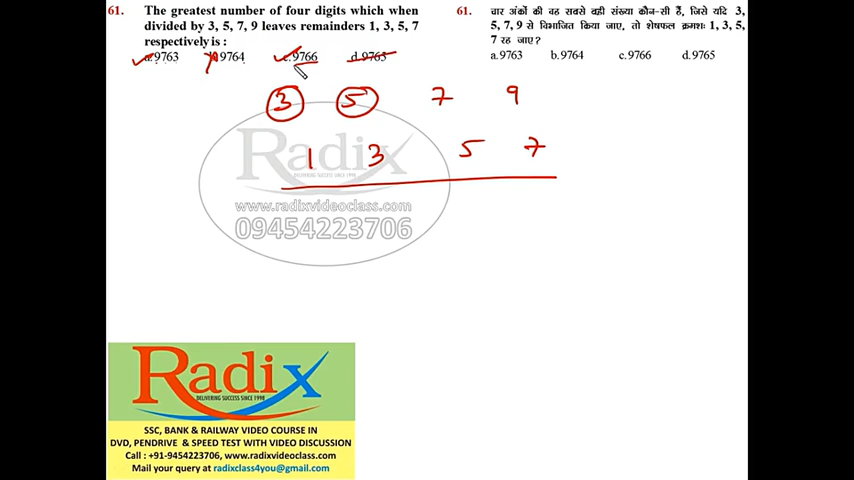 61. The greatest number of four digits which when
divided by 3, 5, 7, 9 leaves remainders 1, 3, 5, 7
respectively is :
a.9763 b.9764 c.9766 d.9765
61. चार अंकों की वह सबसे बड़ी संख्या कौन-सी हैं, जिसे यदि 3,
5, 7, 9 से विभाजित किया जाए, तो शेषफल क्रमशः 1, 3, 5,
7 रह जाए?
a.9763 b.9764 c.9766 d.9765
3 5 7 9
1 3 5 7
Radix
DELIVERING SUCCESS SINCE 1998
www.radixvideoclass.com
09454223706
Radix
DELIVERING SUCCESS SINCE 1998
SSC, BANK & RAILWAY VIDEO COURSE IN
DVD, PENDRIVE & SPEED TEST WITH VIDEO DISCUSSION
Call : +91-9454223706, www.radixvideoclass.com
Mail your query at radixclass4you@gmail.com